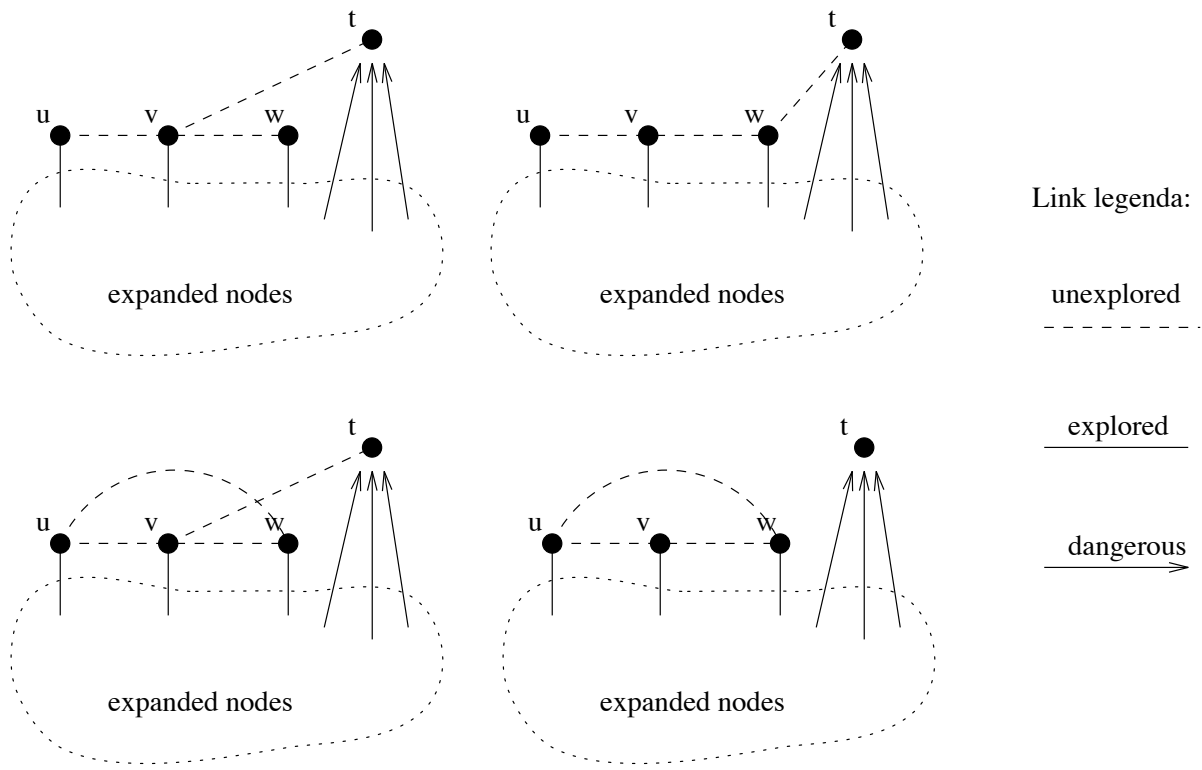 t
t
u
v
w
u
v
w
Link legenda:
expanded nodes
expanded nodes
unexplored
t
t
explored
u
v
w
u
v
w
dangerous
expanded nodes
expanded nodes